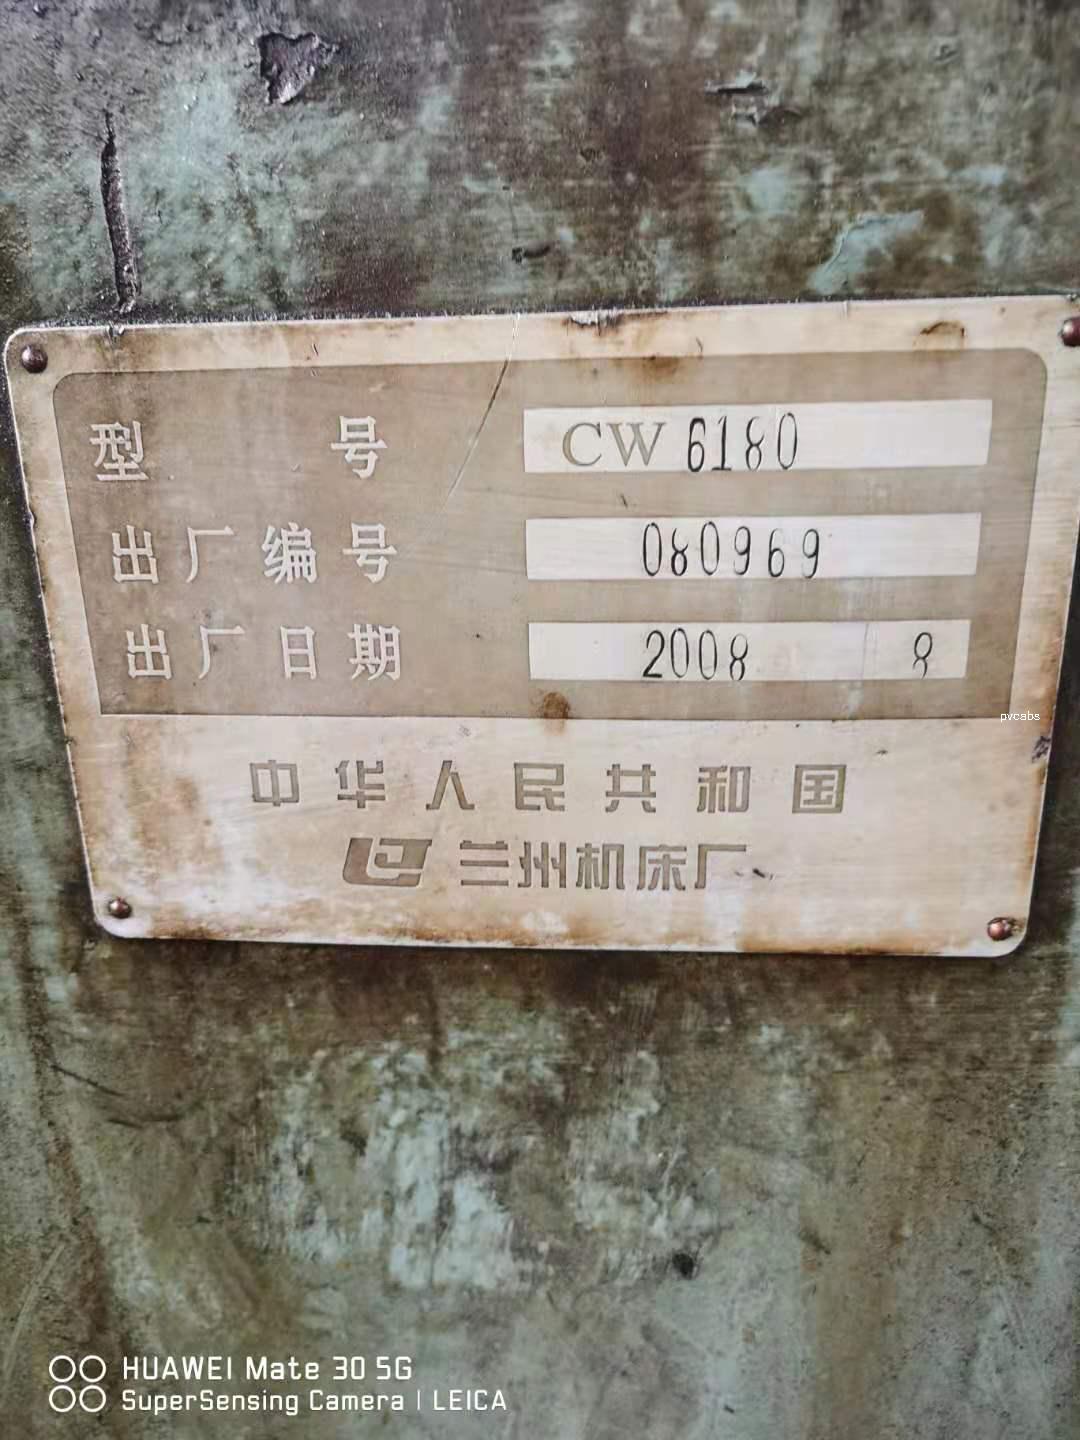 型 号 CW 6180
出厂编号 080969
出厂日期 2008 8
pvcabs
中华人民共和国
兰州机床厂
HUAWEI Mate 30 5G
SuperSensing Camera | LEICA